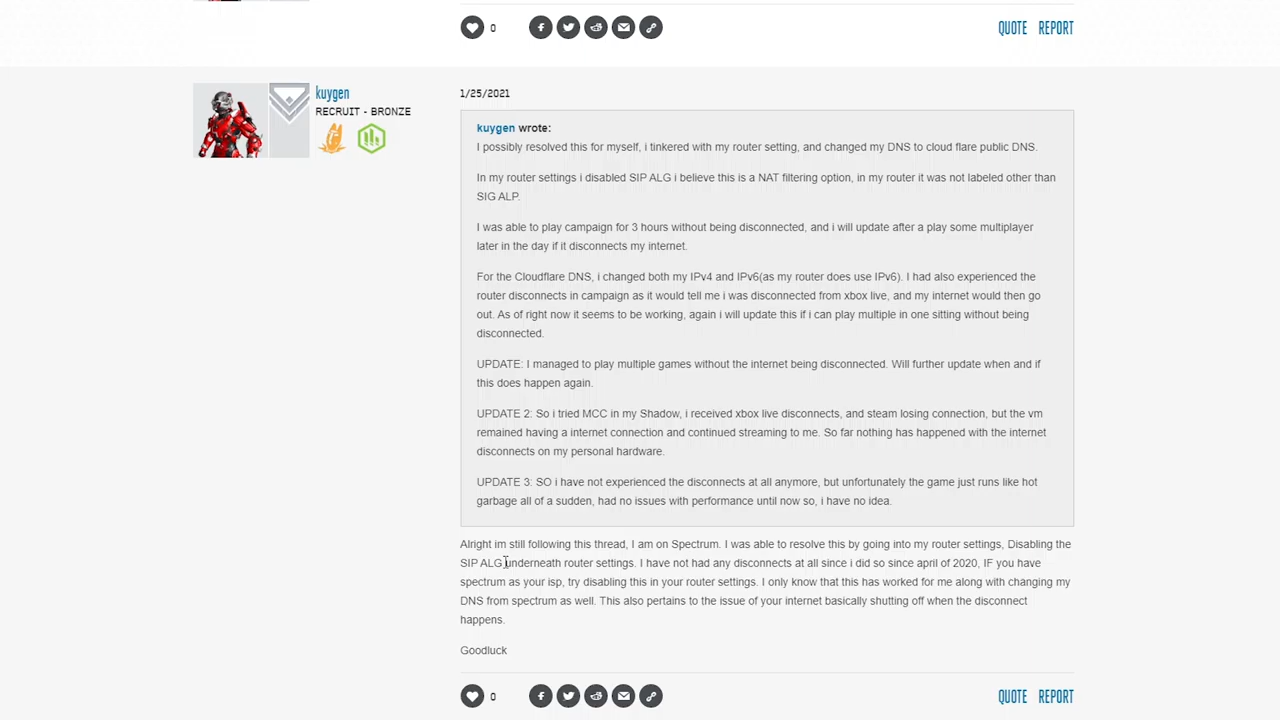 0
QUOTE REPORT
kuygen
RECRUIT - BRONZE
1/25/2021
kuygen wrote:
I possibly resolved this for myself, i tinkered with my router setting, and changed my DNS to cloud flare public DNS.
In my router settings i disabled SIP ALG i believe this is a NAT filtering option, in my router it was not labeled other than
SIG ALP.
I was able to play campaign for 3 hours without being disconnected, and i will update after a play some multiplayer
later in the day if it disconnects my internet.
For the Cloudflare DNS, i changed both my IPv4 and IPv6(as my router does use IPv6). I had also experienced the
router disconnects in campaign as it would tell me i was disconnected from xbox live, and my internet would then go
out. As of right now it seems to be working, again i will update this if i can play multiple in one sitting without being
disconnected.
UPDATE: I managed to play multiple games without the internet being disconnected. Will further update when and if
this does happen again.
UPDATE 2: So i tried MCC in my Shadow, i received xbox live disconnects, and steam losing connection, but the vm
remained having a internet connection and continued streaming to me. So far nothing has happened with the internet
disconnects on my personal hardware.
UPDATE 3: SO i have not experienced the disconnects at all anymore, but unfortunately the game just runs like hot
garbage all of a sudden, had no issues with performance until now so, i have no idea.
Alright im still following this thread, I am on Spectrum. I was able to resolve this by going into my router settings, Disabling the
SIP ALG underneath router settings. I have not had any disconnects at all since i did so since april of 2020, IF you have
spectrum as your isp, try disabling this in your router settings. I only know that this has worked for me along with changing my
DNS from spectrum as well. This also pertains to the issue of your internet basically shutting off when the disconnect
happens.
Goodluck
0
QUOTE REPORT